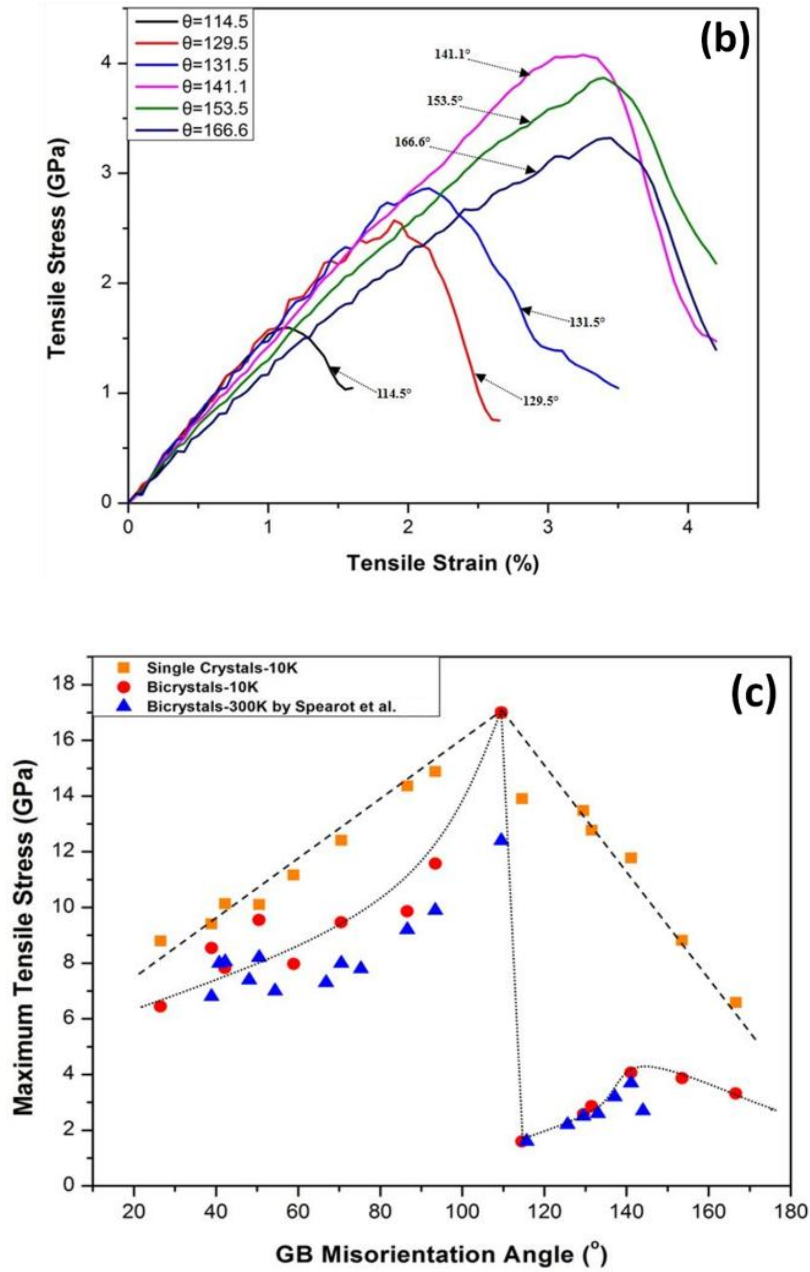 (b)
θ=114.5
θ=129.5
θ=131.5
θ=141.1
θ=153.5
θ=166.6
141.1°
153.5°
166.6°
131.5°
114.5°
129.5°
4
3
2
1
0
Tensile Stress (GPa)
0 1 2 3 4
Tensile Strain (%)
(c)
Single Crystals-10K
Bicrystals-10K
Bicrystals-300K by Spearot et al.
18
16
14
12
10
8
6
4
2
0
Maximum Tensile Stress (GPa)
20 40 60 80 100 120 140 160 180
GB Misorientation Angle (°)